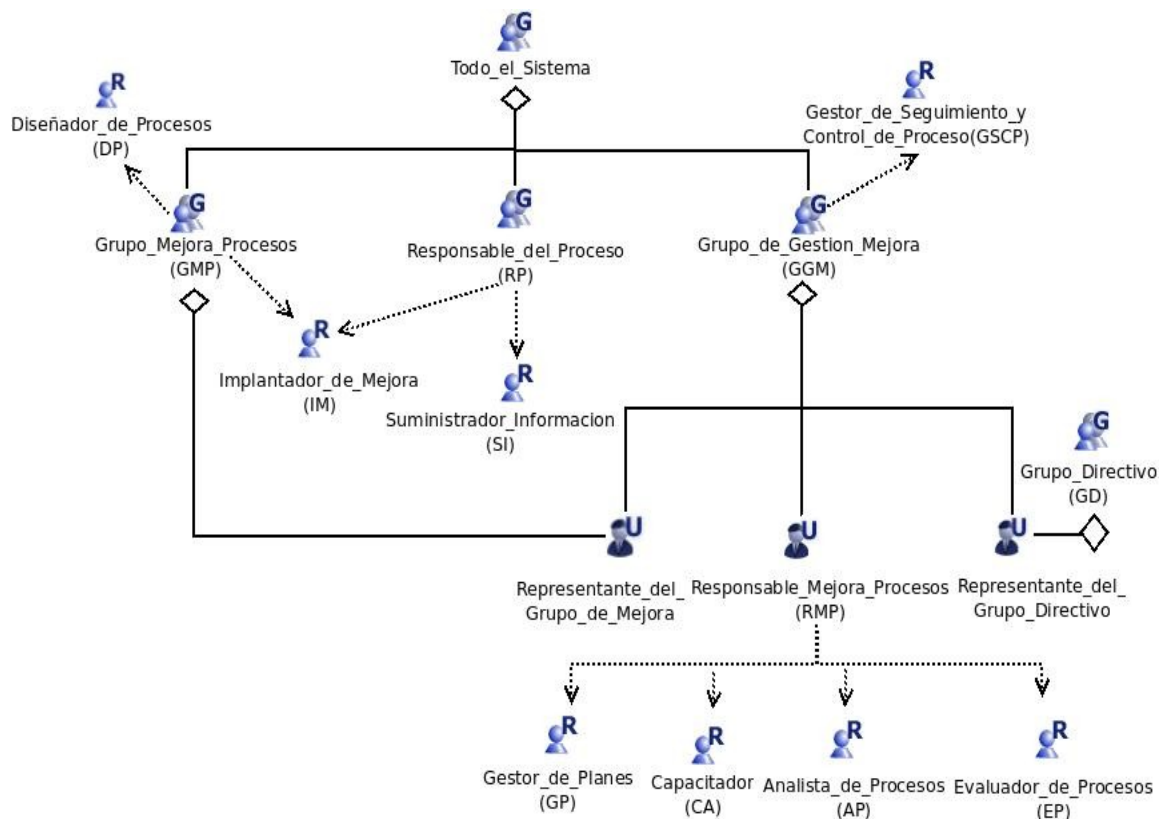 G
Todo_el_Sistema
R
Diseñador_de_Procesos
(DP)
R
Gestor_de_Seguimiento_y
Control_de_Proceso(GSCP)
G
Grupo_Mejora_Procesos
(GMP)
G
Responsable_del_Proceso
(RP)
G
Grupo_de_Gestion_Mejora
(GGM)
R
Implantador_de_Mejora
(IM)
R
Suministrador_Informacion
(SI)
G
Grupo_Directivo
(GD)
U
Representante_del_
Grupo_de_Mejora
U
Responsable_Mejora_Procesos
(RMP)
U
Representante_del_
Grupo_Directivo
R
Gestor_de_Planes
(GP)
R
Capacitador
(CA)
R
Analista_de_Procesos
(AP)
R
Evaluador_de_Procesos
(EP)